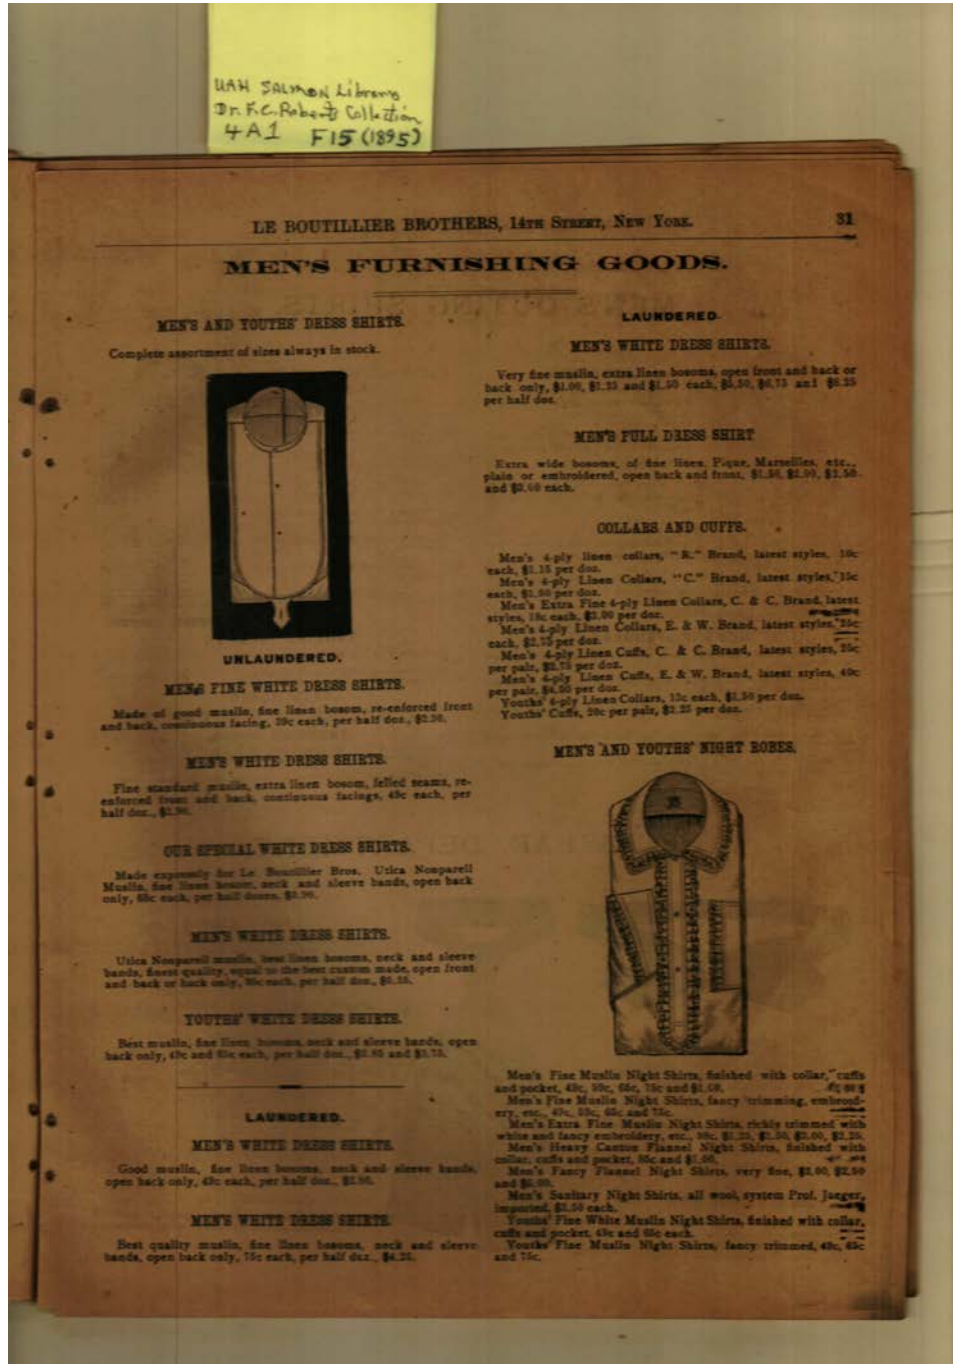 UAH SALMON Library
Dr. F.C. Roberts Collection
4A1 F15 (1895)
LE BOUTILLIER BROTHERS, 14TH STREET, NEW YORK. 31
MEN'S FURNISHING GOODS.
MEN'S AND YOUTHS' DRESS SHIRTS.
Complete assortment of sizes always in stock.
UNLAUNDERED.
MEN'S FINE WHITE DRESS SHIRTS.
Made of good muslin, fine linen bosom, re-enforced front
and back, continuous facing, 39c each, per half doz.,
MEN'S WHITE DRESS SHIRTS.
Fine standard muslin, extra linen bosom, felled seams, re-
enforced front and back, continuous facings, 49c each, per
half doz., $2.90.
OUR SPECIAL WHITE DRESS SHIRTS.
Made expressly for Le Boutillier Bros. Utica Nonpareil
Muslin, fine linen bosom, neck and sleeve bands, open back
only, each, per half dozen,
MEN'S WHITE DRESS SHIRTS.
Utica Nonpareil muslin, best linen bosoms, neck and sleeve
bands, finest quality, equal to the best custom made, open front
and back or back only, each, per half doz.,
YOUTHS' WHITE DRESS SHIRTS.
Best muslin, fine linen bosoms, neck and sleeve bands, open
back only, 49c and 65c each, per half doz., and
LAUNDERED.
MEN'S WHITE DRESS SHIRTS.
Good muslin, fine linen bosoms, neck and sleeve bands,
open back only, 49c each, per half doz., $2.90.
MEN'S WHITE DRESS SHIRTS.
Best quality muslin, fine linen bosoms, neck and sleeve
bands, open back only, 75c each, per half doz., $4.25.
LAUNDERED.
MEN'S WHITE DRESS SHIRTS.
Very fine muslin, extra linen bosoms, open front and back or
back only, $1.00, $1.25 and $1.50 each, $5.50, $6.75 and $8.25
per half doz.
MEN'S FULL DRESS SHIRT
Extra wide bosoms, of fine linen, Pique, Marseilles, etc.,
plain or embroidered, open back and front, $1.50, $2.00, $2.50
and each.
COLLARS AND CUFFS.
Men's 4-ply linen collars, "R." Brand, latest styles, 10c
each, $1.15 per doz.
Men's 4-ply Linen Collars, "C." Brand, latest styles, 15c
each, $1.50 per doz.
Men's Extra Fine 4-ply Linen Collars, C. & C. Brand, latest
styles, 18c each, $2.00 per doz.
Men's 4-ply Linen Collars, E. & W. Brand, latest styles, 25c
each, $2.75 per doz.
Men's 4-ply Linen Cuffs, C. & C. Brand, latest styles, 25c
per pair, $2.75 per doz.
Men's 4-ply Linen Cuffs, E. & W. Brand, latest styles, 40c
per pair, $4.50 per doz.
Youths' 4-ply Linen Collars, 13c each, $1.50 per doz.
Youths' Cuffs, 20c per pair, $2.25 per doz.
MEN'S AND YOUTHS' NIGHT ROBES.
Men's Fine Muslin Night Shirts, finished with collar, cuffs
and pocket, 49c, 59c, 65c, 75c and $1.00.
Men's Fine Muslin Night Shirts, fancy trimming, embroid-
ery, etc., 49c, 59c, 65c and 75c.
Men's Extra Fine Muslin Night Shirts, richly trimmed with
white and fancy embroidery, etc.,
Men's Heavy Canton Flannel Night Shirts, finished with
collar, cuffs and pocket, and $1.00.
Men's Fancy Flannel Night Shirts, very fine, $2.00, $2.50
and
Men's Sanitary Night Shirts, all wool, system Prof. Jaeger,
imported, each.
Youths' Fine White Muslin Night Shirts, finished with collar,
cuffs and pocket, 49c and 65c each.
Youths' Fine Muslin Night Shirts, fancy trimmed, 49c, 65c
and 75c.